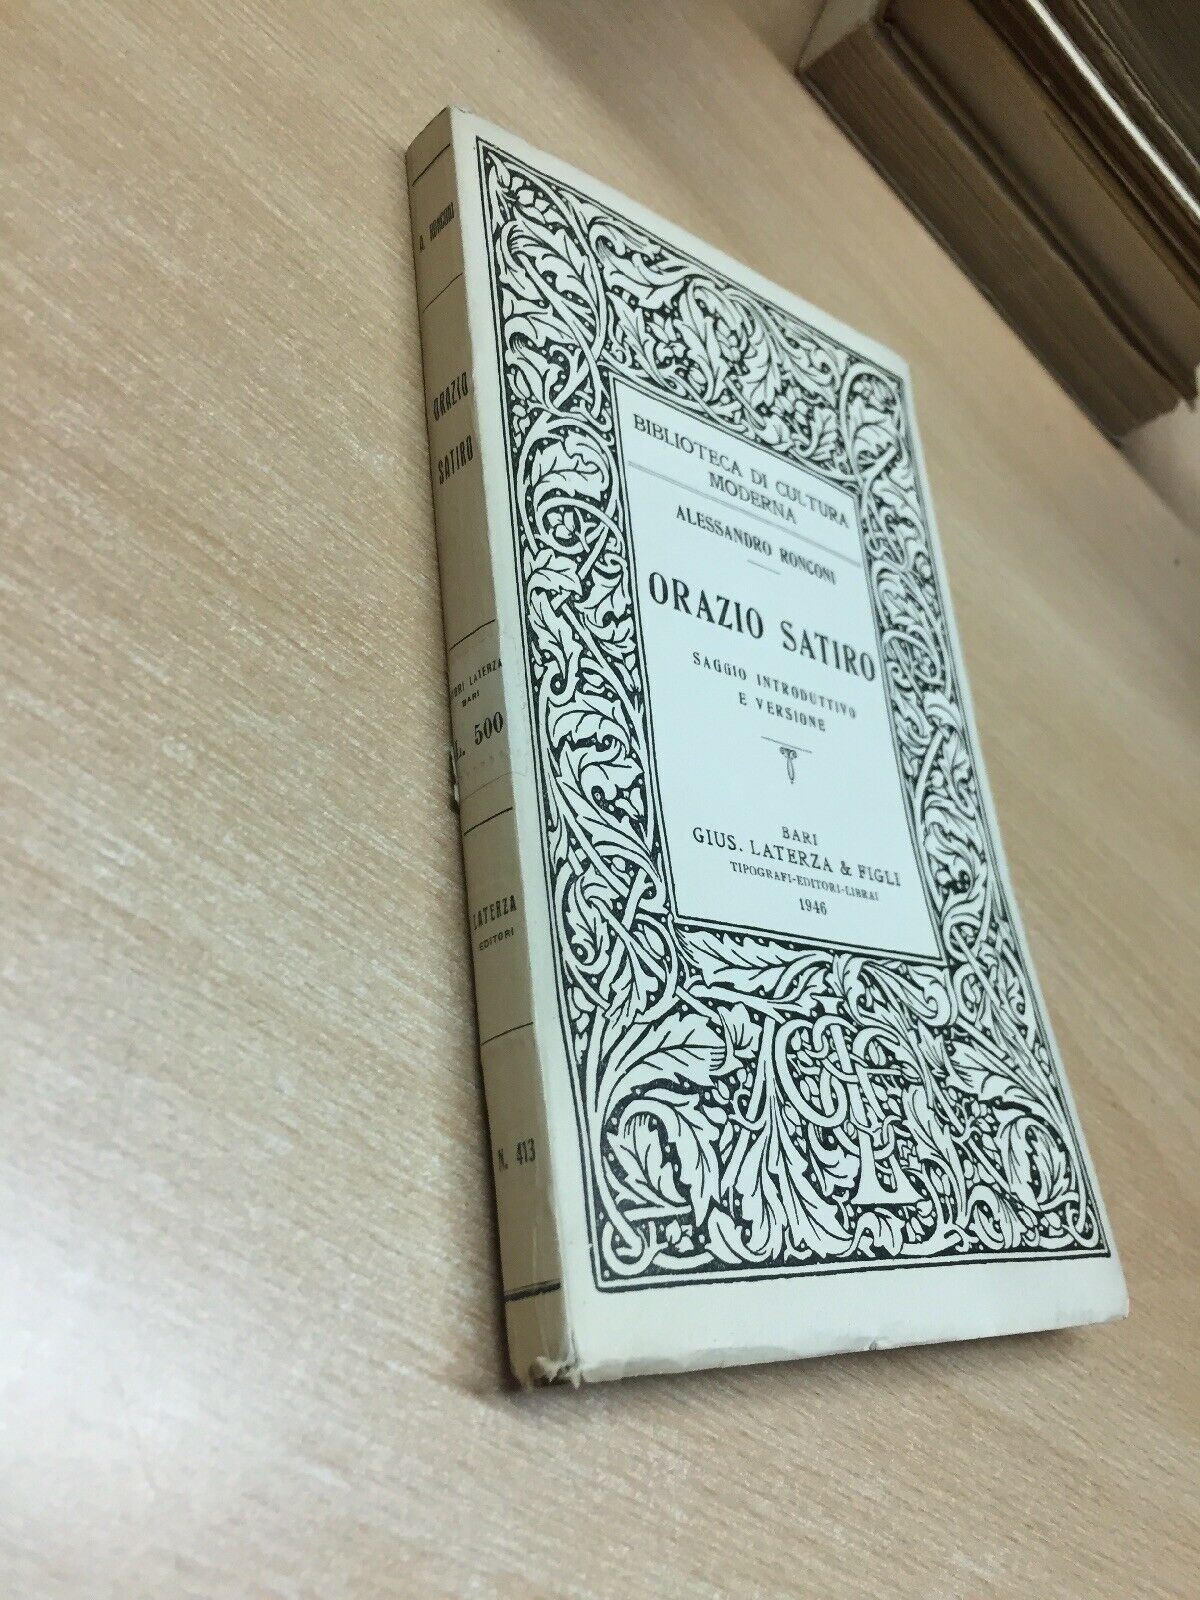 A. RONCONI
ORAZIO
SATIRO
LATERZA
BARI
L. 500
LATERZA
EDITORI
N. 413
BIBLIOTECA DI CULTURA
MODERNA
ALESSANDRO RONCONI
ORAZIO SATIRO
SAGGIO INTRODUTTIVO
E VERSIONE
BARI
GIUS. LATERZA & FIGLI
TIPOGRAFI-EDITORI-LIBRAI
1946